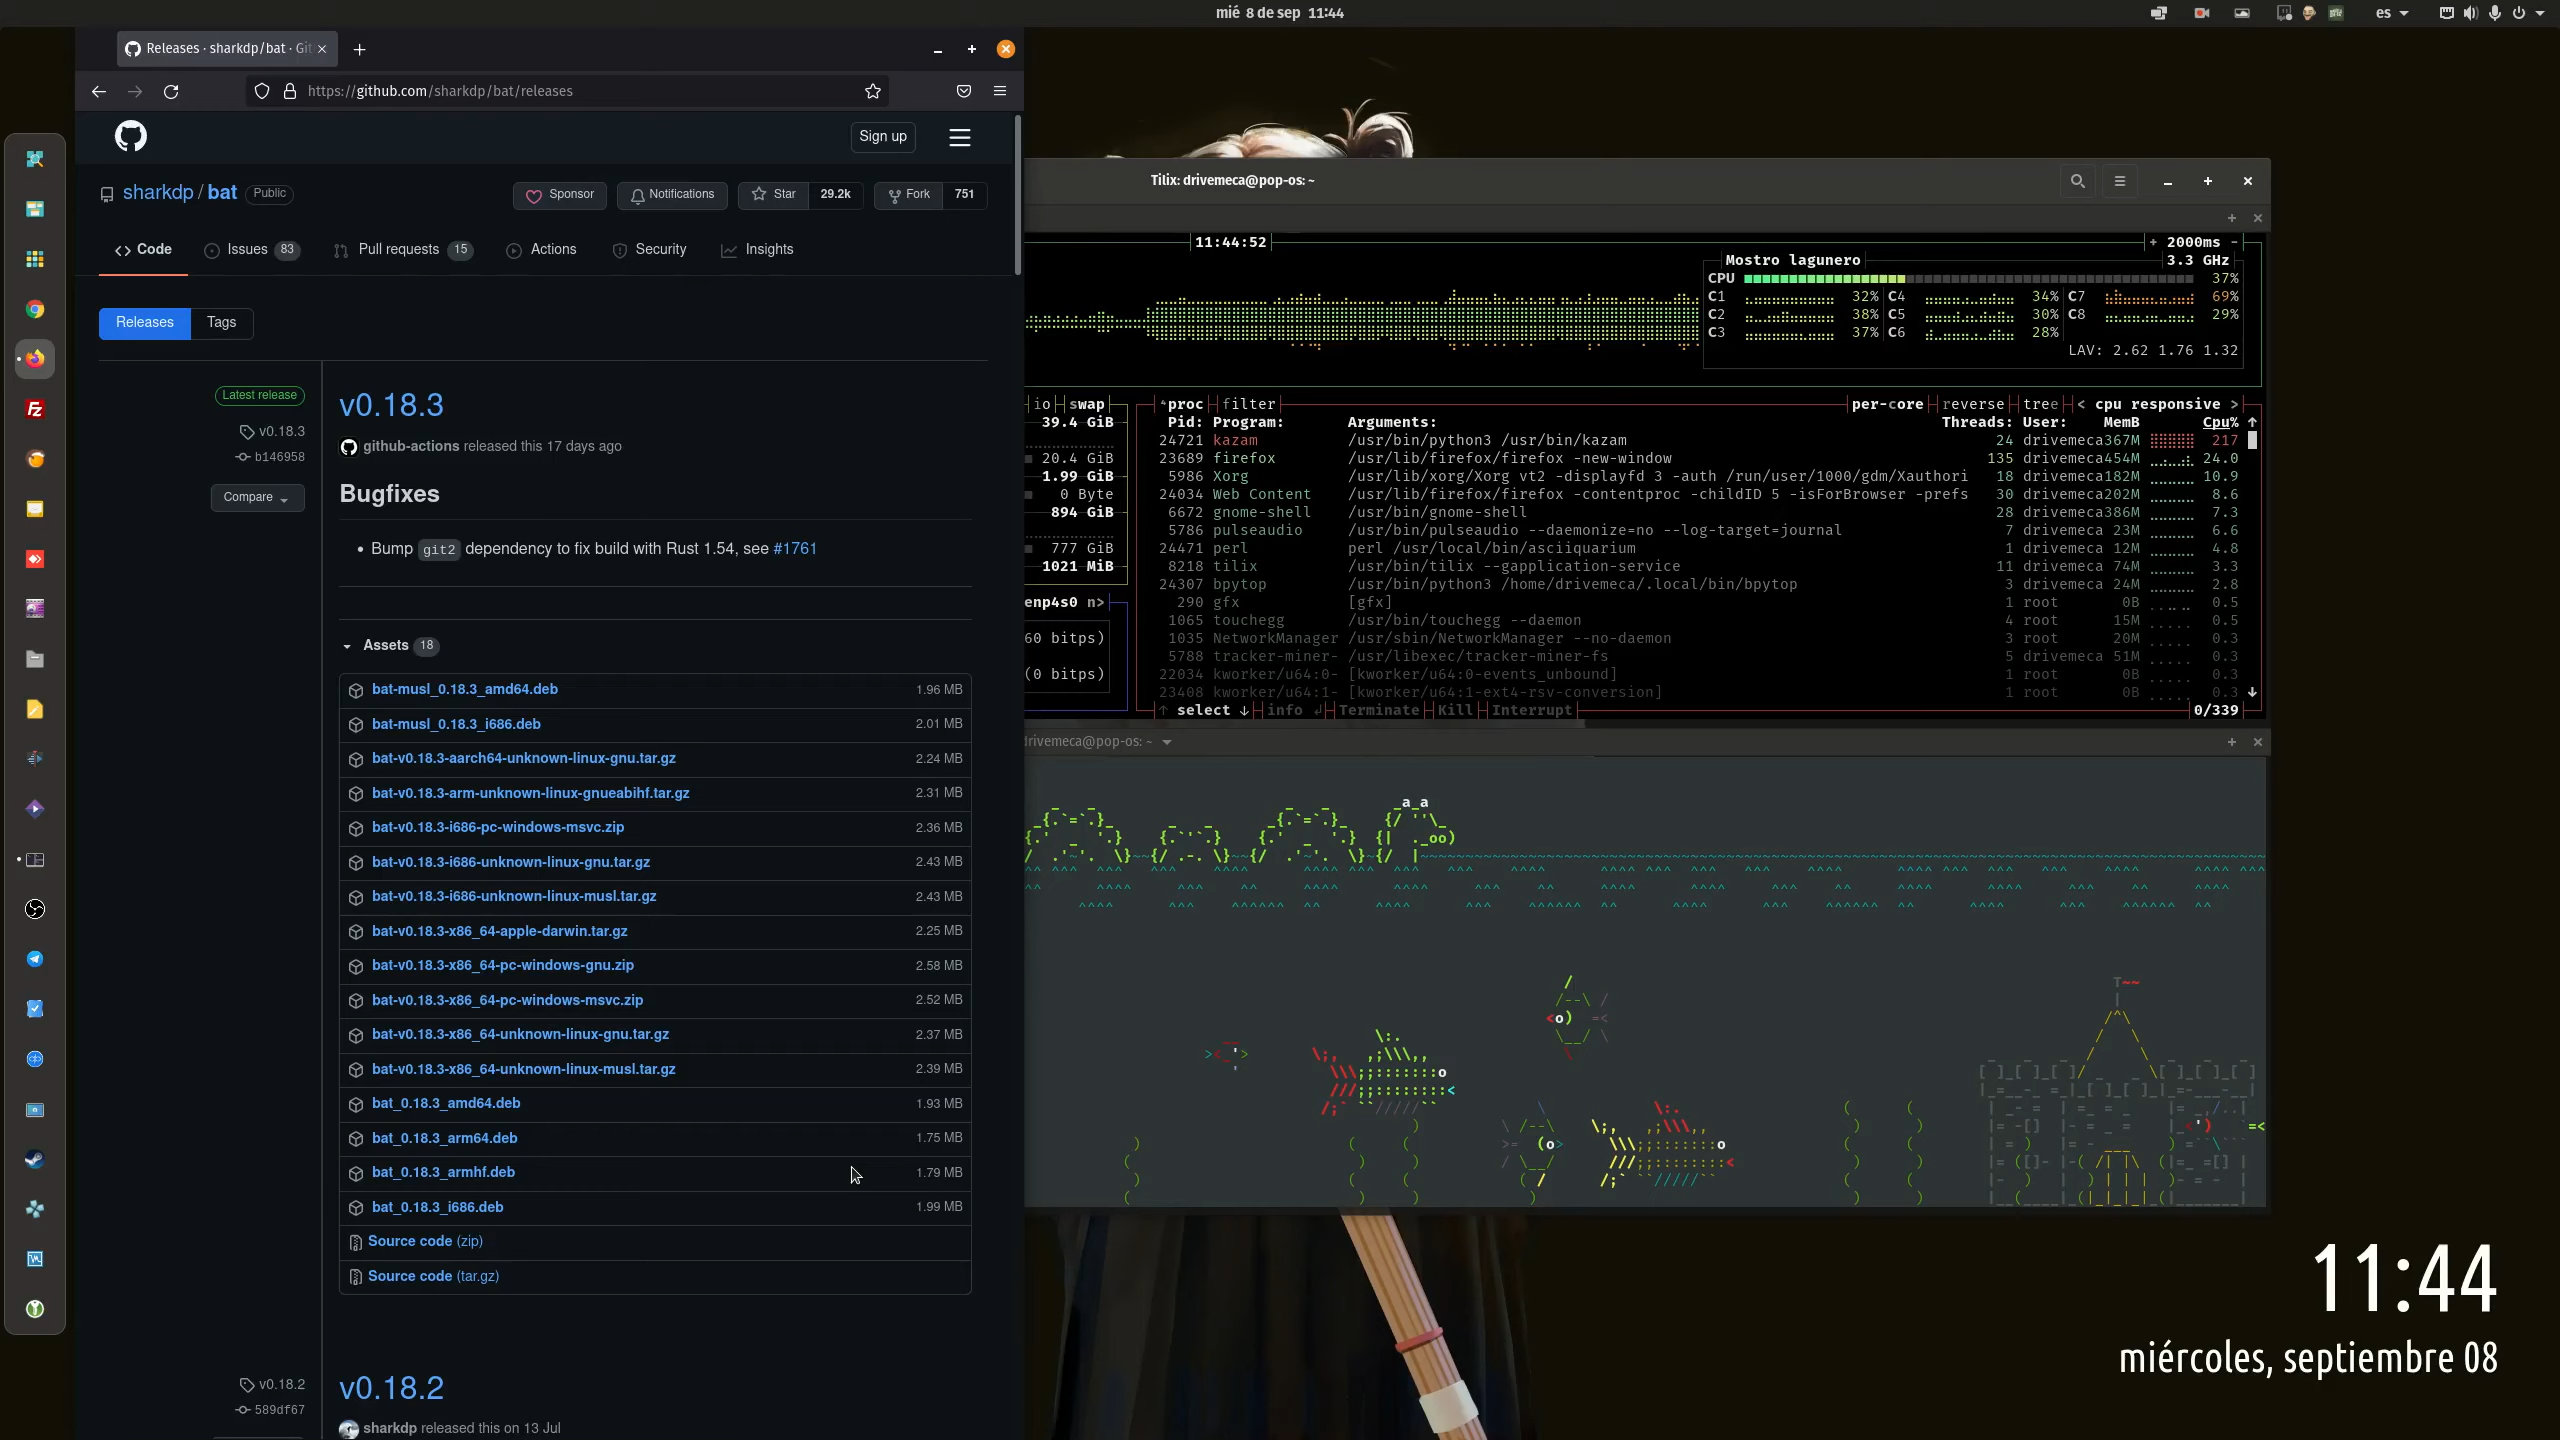 mié 8 de sep 11:44
es
Releases · sharkdp/bat · Git
https://github.com/sharkdp/bat/releases
Sign up
sharkdp / bat Public
Sponsor Notifications Star 29.2k Fork 751
Code Issues 83 Pull requests 15 Actions Security Insights
Releases Tags
Latest release
v0.18.3
b146958
Compare
v0.18.3
github-actions released this 17 days ago
Bugfixes
• Bump git2 dependency to fix build with Rust 1.54, see #1761
Assets 18
bat-musl_0.18.3_amd64.deb 1.96 MB
bat-musl_0.18.3_i686.deb 2.01 MB
bat-v0.18.3-aarch64-unknown-linux-gnu.tar.gz 2.24 MB
bat-v0.18.3-arm-unknown-linux-gnueabihf.tar.gz 2.31 MB
bat-v0.18.3-i686-pc-windows-msvc.zip 2.36 MB
bat-v0.18.3-i686-unknown-linux-gnu.tar.gz 2.43 MB
bat-v0.18.3-i686-unknown-linux-musl.tar.gz 2.43 MB
bat-v0.18.3-x86_64-apple-darwin.tar.gz 2.25 MB
bat-v0.18.3-x86_64-pc-windows-gnu.zip 2.58 MB
bat-v0.18.3-x86_64-pc-windows-msvc.zip 2.52 MB
bat-v0.18.3-x86_64-unknown-linux-gnu.tar.gz 2.37 MB
bat-v0.18.3-x86_64-unknown-linux-musl.tar.gz 2.39 MB
bat_0.18.3_amd64.deb 1.93 MB
bat_0.18.3_arm64.deb 1.75 MB
bat_0.18.3_armhf.deb 1.79 MB
bat_0.18.3_i686.deb 1.99 MB
Source code (zip)
Source code (tar.gz)
v0.18.2
589df67
v0.18.2
sharkdp released this on 13 Jul
Tilix: drivemeca@pop-os: ~
11:44:52 + 2000ms -
Mostro lagunero 3.3 GHz
CPU 37%
C1 32% C4 34% C7 69%
C2 38% C5 30% C8 29%
C3 37% C6 28%
LAV: 2.62 1.76 1.32
io swap
39.4 GiB
20.4 GiB
1.99 GiB
0 Byte
894 GiB
777 GiB
1021 MiB
enp4s0 n>
60 bitps)
(0 bitps)
⁴proc filter per-core reverse tree < cpu responsive >
Pid: Program: Arguments: Threads: User: MemB Cpu% ↑
24721 kazam /usr/bin/python3 /usr/bin/kazam 24 drivemeca 367M 217
23689 firefox /usr/lib/firefox/firefox -new-window 135 drivemeca 454M 24.0
5986 Xorg /usr/lib/xorg/Xorg vt2 -displayfd 3 -auth /run/user/1000/gdm/Xauthori 18 drivemeca 182M 10.9
24034 Web Content /usr/lib/firefox/firefox -contentproc -childID 5 -isForBrowser -prefs 30 drivemeca 202M 8.6
6672 gnome-shell /usr/bin/gnome-shell 28 drivemeca 386M 7.3
5786 pulseaudio /usr/bin/pulseaudio --daemonize=no --log-target=journal 7 drivemeca 23M 6.6
24471 perl perl /usr/local/bin/asciiquarium 1 drivemeca 12M 4.8
8218 tilix /usr/bin/tilix --gapplication-service 11 drivemeca 74M 3.3
24307 bpytop /usr/bin/python3 /home/drivemeca/.local/bin/bpytop 3 drivemeca 24M 2.8
290 gfx [gfx] 1 root 0B 0.5
1065 touchegg /usr/bin/touchegg --daemon 4 root 15M 0.5
1035 NetworkManager /usr/sbin/NetworkManager --no-daemon 3 root 20M 0.3
5788 tracker-miner- /usr/libexec/tracker-miner-fs 5 drivemeca 51M 0.3
22034 kworker/u64:0- [kworker/u64:0-events_unbound] 1 root 0B 0.3
23408 kworker/u64:1- [kworker/u64:1-ext4-rsv-conversion] 1 root 0B 0.3 ↓
↑ select ↓ info ↲ Terminate Kill Interrupt 0/339
drivemeca@pop-os: ~
11:44
miércoles, septiembre 08